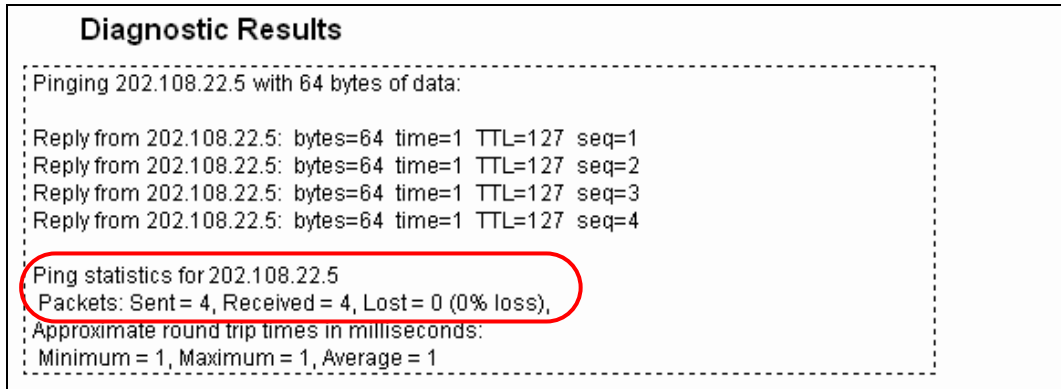 Diagnostic Results
Pinging 202.108.22.5 with 64 bytes of data:
Reply from 202.108.22.5: bytes=64 time=1 TTL=127 seq=1
Reply from 202.108.22.5: bytes=64 time=1 TTL=127 seq=2
Reply from 202.108.22.5: bytes=64 time=1 TTL=127 seq=3
Reply from 202.108.22.5: bytes=64 time=1 TTL=127 seq=4
Ping statistics for 202.108.22.5
Packets: Sent = 4, Received = 4, Lost = 0 (0% loss),
Approximate round trip times in milliseconds:
Minimum = 1, Maximum = 1, Average = 1